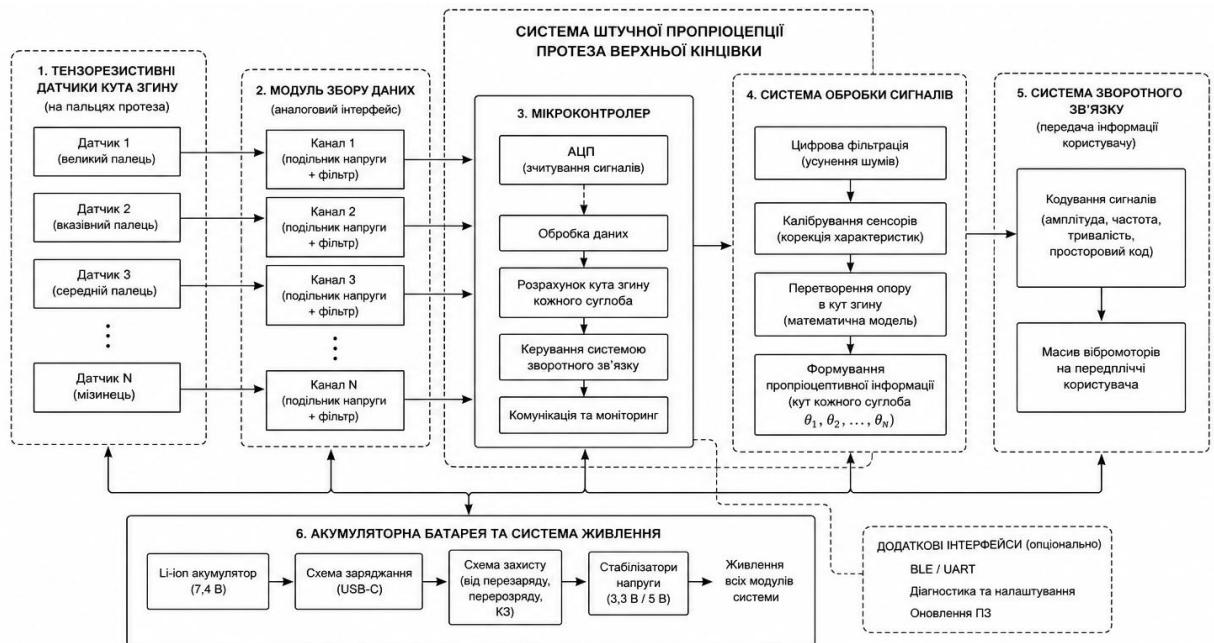 СИСТЕМА ШТУЧНОЇ ПРОПРІОЦЕПЦІЇ
ПРОТЕЗА ВЕРХНЬОЇ КІНЦІВКИ
1. ТЕНЗОРЕЗИСТИВНІ
ДАТЧИКИ КУТА ЗГИНУ
(на пальцях протеза)
Датчик 1
(великий палець)
Датчик 2
(вказівний палець)
Датчик 3
(середній палець)
Датчик N
(мізинець)
2. МОДУЛЬ ЗБОРУ ДАНИХ
(аналоговий інтерфейс)
Канал 1
(подільник напруги
+ фільтр)
Канал 2
(подільник напруги
+ фільтр)
Канал 3
(подільник напруги
+ фільтр)
Канал N
(подільник напруги
+ фільтр)
3. МІКРОКОНТРОЛЕР
АЦП
(зчитування сигналів)
Обробка даних
Розрахунок кута згину
кожного суглоба
Керування системою
зворотного зв’язку
Комунікація та моніторинг
4. СИСТЕМА ОБРОБКИ СИГНАЛІВ
Цифрова фільтрація
(усунення шумів)
Калібрування сенсорів
(корекція характеристик)
Перетворення опору
в кут згину
(математична модель)
Формування
пропріоцептивної інформації
(кут кожного суглоба
θ₁, θ₂, ..., θ_N)
5. СИСТЕМА ЗВОРОТНОГО
ЗВ’ЯЗКУ
(передача інформації
користувачу)
Кодування сигналів
(амплітуда, частота,
тривалість,
просторовий код)
Масив вібромоторів
на передпліччі
користувача
6. АКУМУЛЯТОРНА БАТАРЕЯ ТА СИСТЕМА ЖИВЛЕННЯ
Li-ion акумулятор
(7,4 В)
Схема заряджання
(USB-C)
Схема захисту
(від перезаряду,
перерозряду,
КЗ)
Стабілізатори
напруги
(3,3 В / 5 В)
Живлення
всіх модулів
системи
ДОДАТКОВІ ІНТЕРФЕЙСИ (опціонально)
BLE / UART
Діагностика та налаштування
Оновлення ПЗ